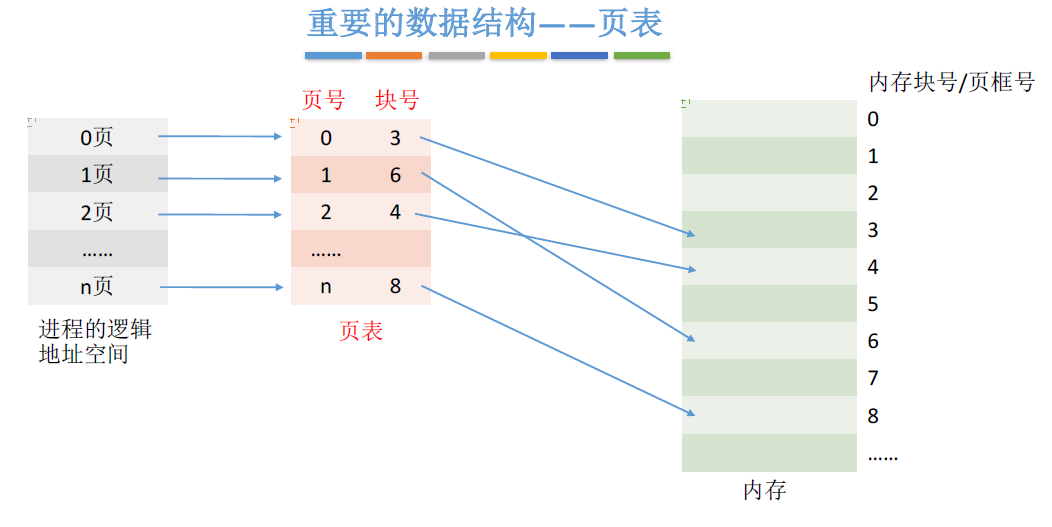 重要的数据结构——页表
内存块号/页框号
页号 块号
0页
1页
2页
……
n页
进程的逻辑
地址空间
0 3
1 6
2 4
……
n 8
页表
0
1
2
3
4
5
6
7
8
……
内存